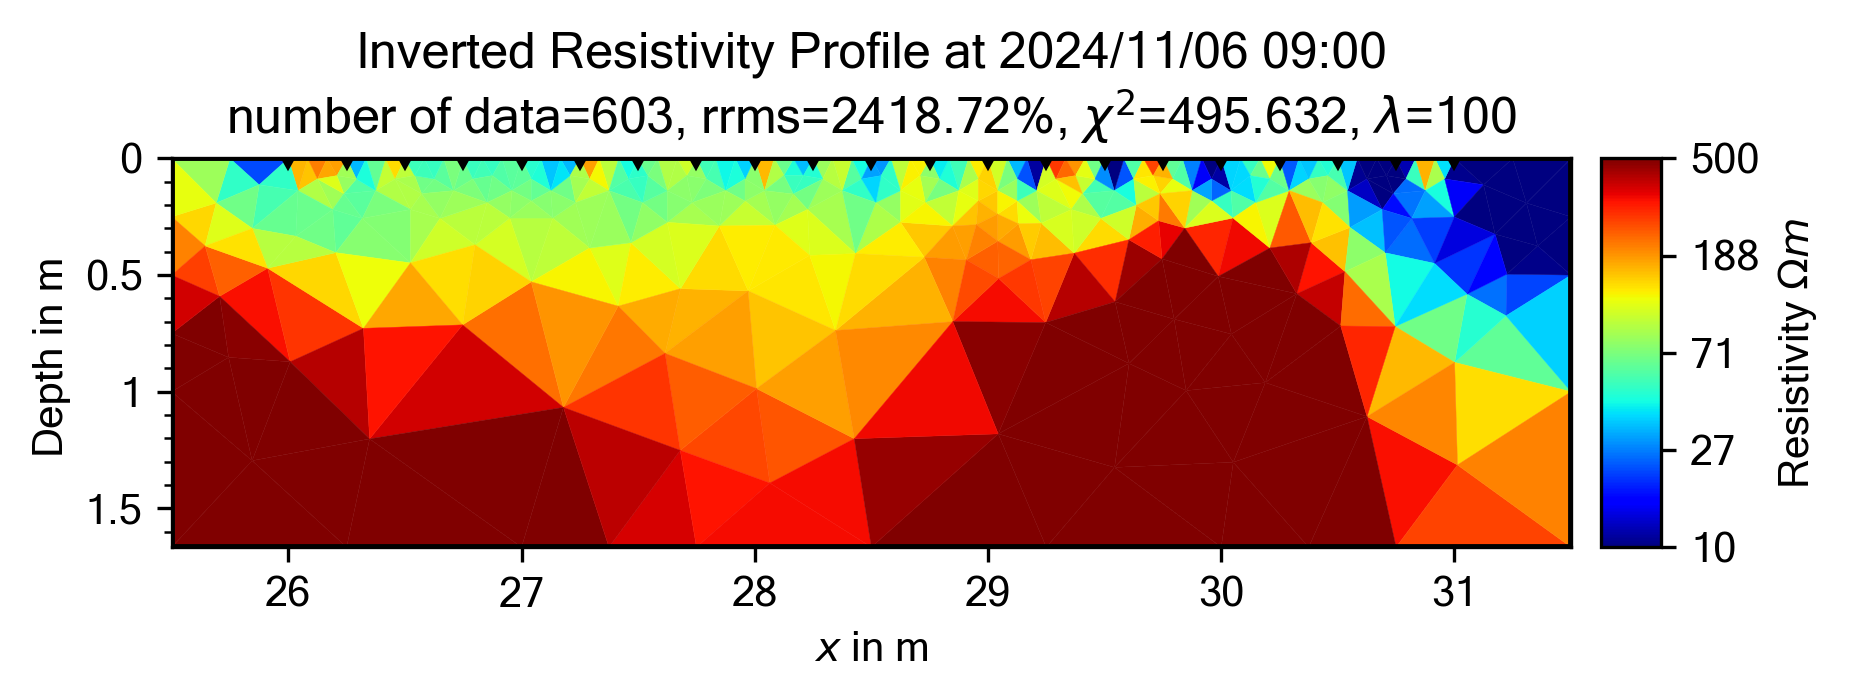 Inverted Resistivity Profile at 2024/11/06 09:00
number of data=603, rrms=2418.72%, χ²=495.632, λ=100
0
0.5
1
1.5
Depth in m
26 27 28 29 30 31
x in m
500
188
71
27
10
Resistivity Ωm